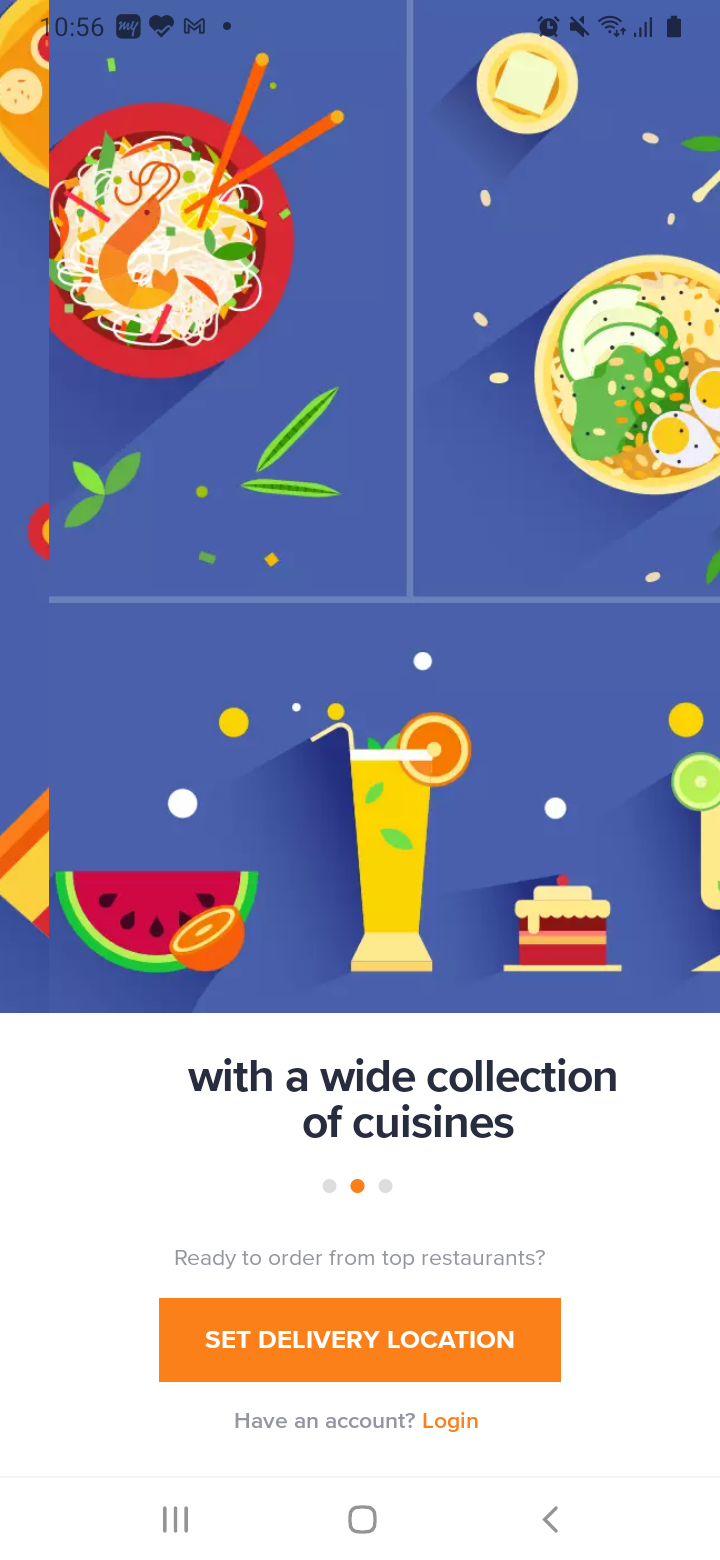 10:56
with a wide collection
of cuisines
Ready to order from top restaurants?
SET DELIVERY LOCATION
Have an account? Login